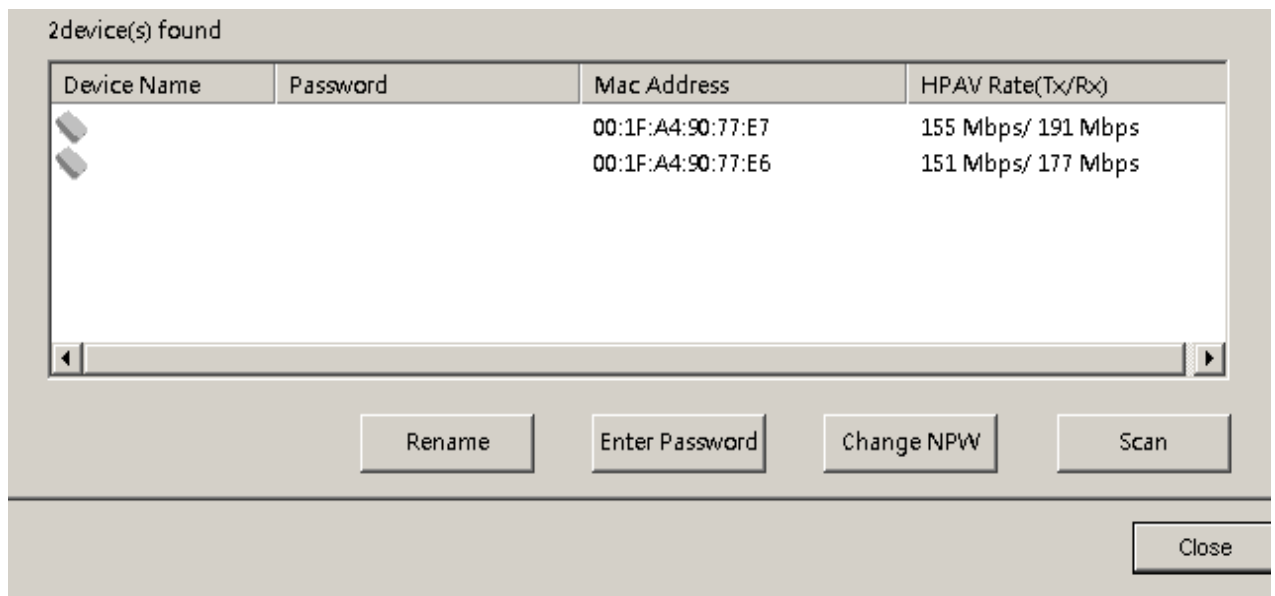 2device(s) found
Device Name Password Mac Address HPAV Rate(Tx/Rx)
00:1F:A4:90:77:E7 155 Mbps/ 191 Mbps
00:1F:A4:90:77:E6 151 Mbps/ 177 Mbps
Rename Enter Password Change NPW Scan
Close